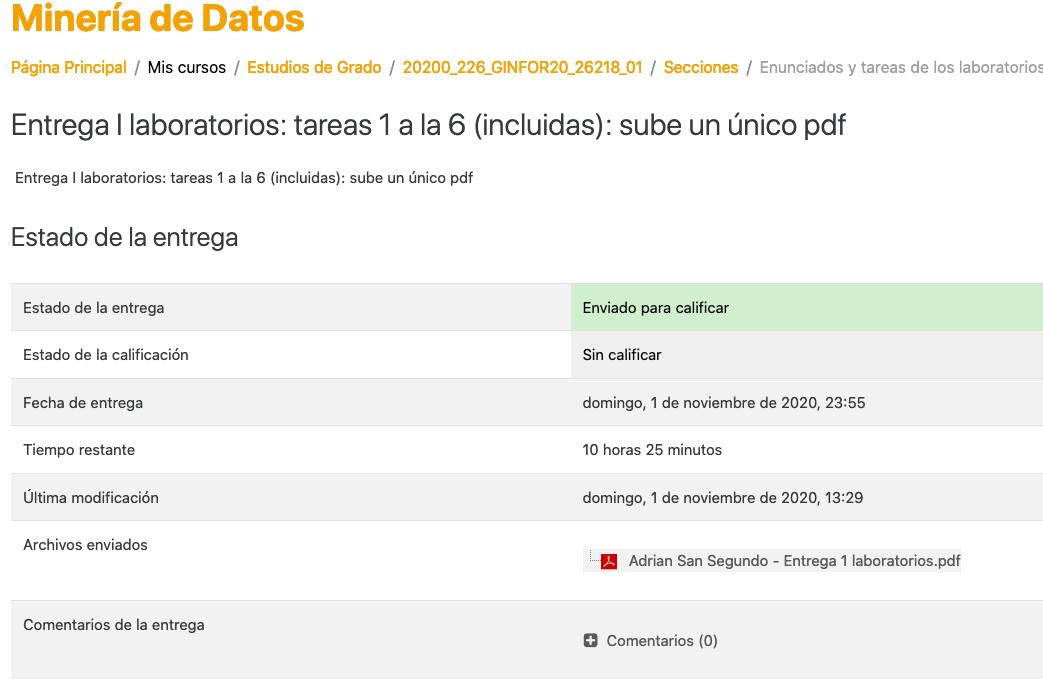 Minería de Datos
Página Principal / Mis cursos / Estudios de Grado / 20200_226_GINFOR20_26218_01 / Secciones / Enunciados y tareas de los laboratorios
Entrega I laboratorios: tareas 1 a la 6 (incluidas): sube un único pdf
Entrega I laboratorios: tareas 1 a la 6 (incluidas): sube un único pdf
Estado de la entrega
Estado de la entrega Enviado para calificar
Estado de la calificación Sin calificar
Fecha de entrega domingo, 1 de noviembre de 2020, 23:55
Tiempo restante 10 horas 25 minutos
Última modificación domingo, 1 de noviembre de 2020, 13:29
Archivos enviados
Adrian San Segundo - Entrega 1 laboratorios.pdf
Comentarios de la entrega
Comentarios (0)